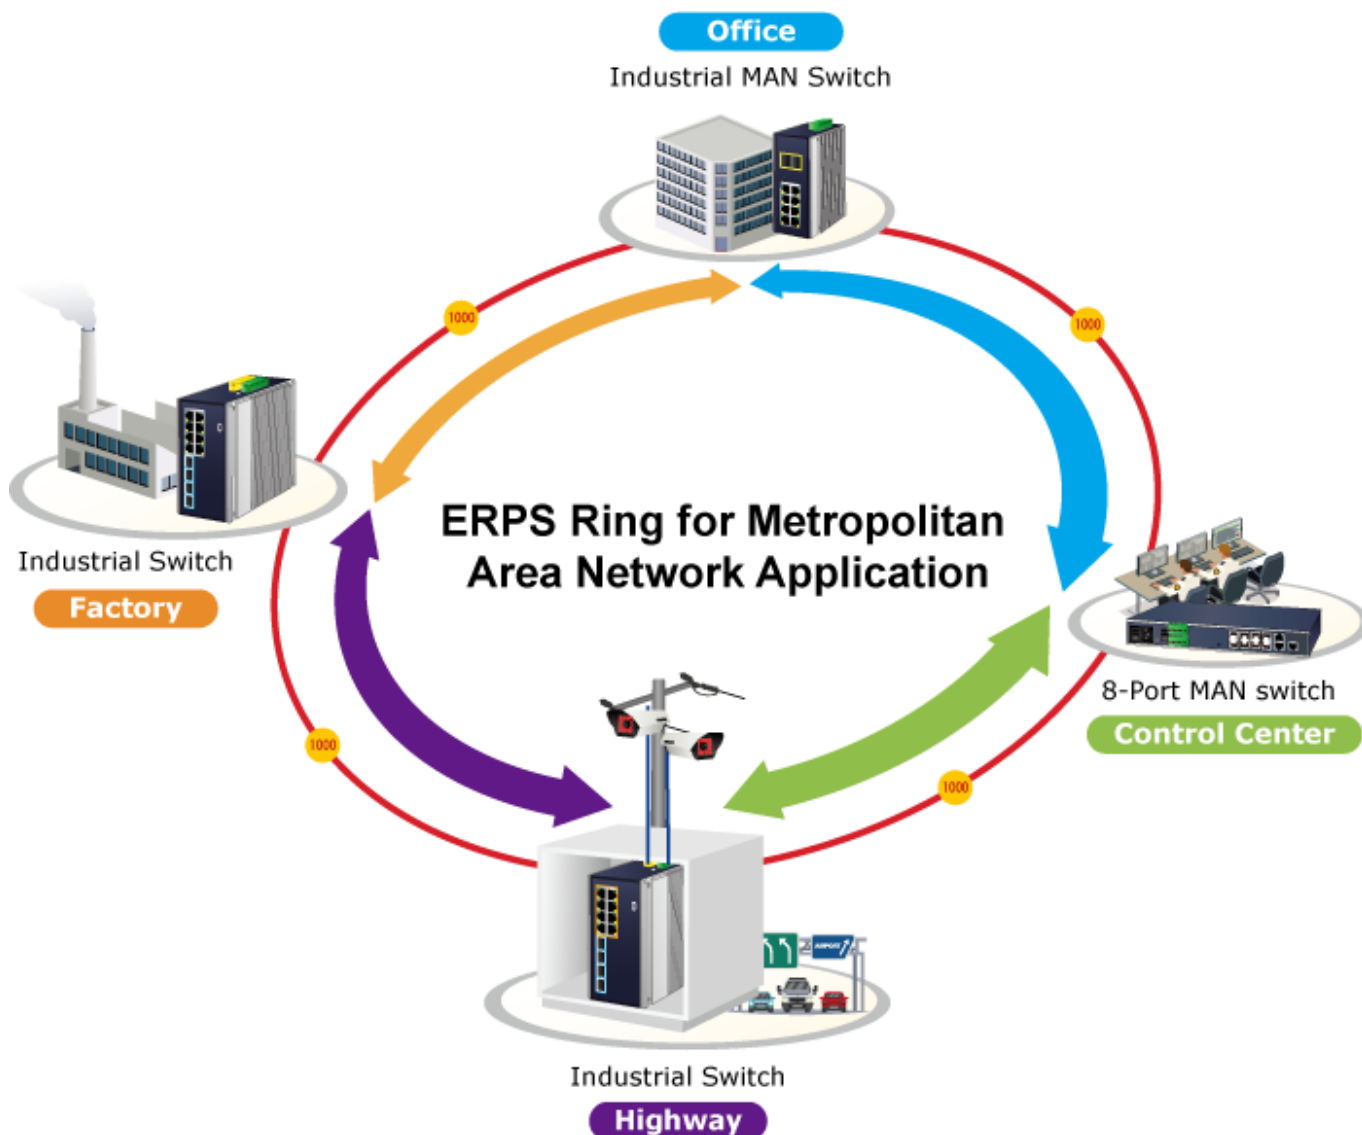 Office
Industrial MAN Switch
1000
1000
ERPS Ring for Metropolitan
Area Network Application
Industrial Switch
Factory
8-Port MAN switch
Control Center
1000
1000
AIRPORT
Industrial Switch
Highway